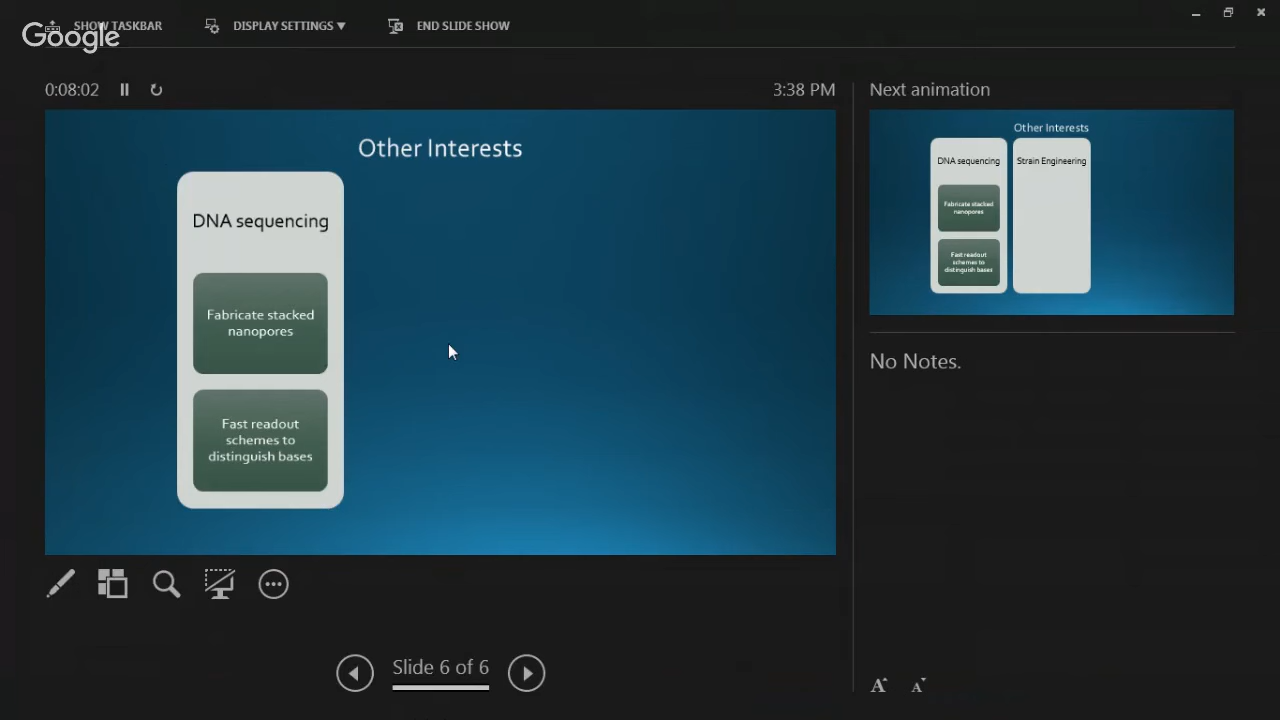 SHOW TASKBAR
DISPLAY SETTINGS ▼
END SLIDE SHOW
Google
0:08:02
3:38 PM
Next animation
Other Interests
DNA sequencing
Fabricate stacked
nanopores
Fast readout
schemes to
distinguish bases
Other Interests
DNA sequencing
Strain Engineering
Fabricate stacked
nanopores
Fast readout
schemes to
distinguish bases
No Notes.
Slide 6 of 6
A
A